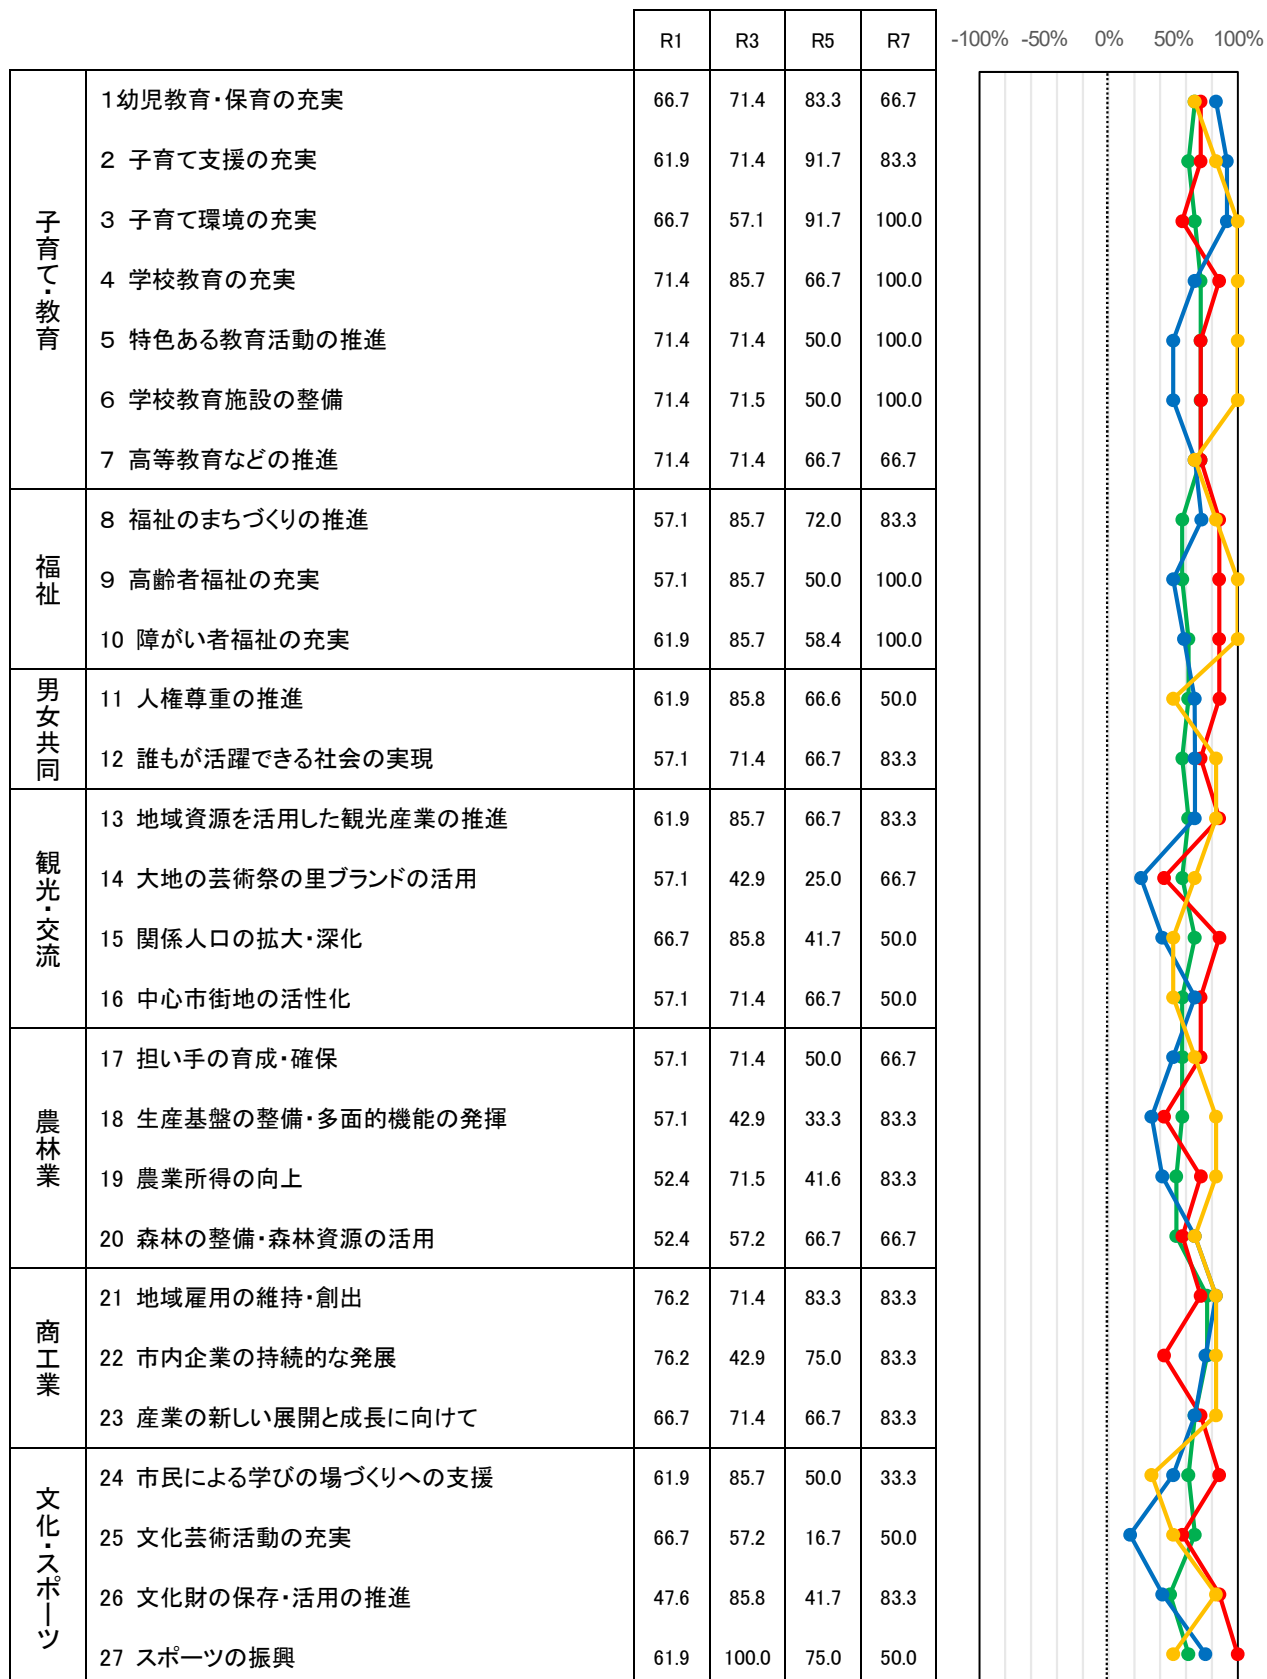 R1 R3 R5 R7 -100% -50% 0% 50% 100%
子育て・教育
1幼児教育・保育の充実 66.7 71.4 83.3 66.7
2 子育て支援の充実 61.9 71.4 91.7 83.3
3 子育て環境の充実 66.7 57.1 91.7 100.0
4 学校教育の充実 71.4 85.7 66.7 100.0
5 特色ある教育活動の推進 71.4 71.4 50.0 100.0
6 学校教育施設の整備 71.4 71.5 50.0 100.0
7 高等教育などの推進 71.4 71.4 66.7 66.7
福祉
8 福祉のまちづくりの推進 57.1 85.7 72.0 83.3
9 高齢者福祉の充実 57.1 85.7 50.0 100.0
10 障がい者福祉の充実 61.9 85.7 58.4 100.0
男女共同
11 人権尊重の推進 61.9 85.8 66.6 50.0
12 誰もが活躍できる社会の実現 57.1 71.4 66.7 83.3
観光・交流
13 地域資源を活用した観光産業の推進 61.9 85.7 66.7 83.3
14 大地の芸術祭の里ブランドの活用 57.1 42.9 25.0 66.7
15 関係人口の拡大・深化 66.7 85.8 41.7 50.0
16 中心市街地の活性化 57.1 71.4 66.7 50.0
農林業
17 担い手の育成・確保 57.1 71.4 50.0 66.7
18 生産基盤の整備・多面的機能の発揮 57.1 42.9 33.3 83.3
19 農業所得の向上 52.4 71.5 41.6 83.3
20 森林の整備・森林資源の活用 52.4 57.2 66.7 66.7
商工業
21 地域雇用の維持・創出 76.2 71.4 83.3 83.3
22 市内企業の持続的な発展 76.2 42.9 75.0 83.3
23 産業の新しい展開と成長に向けて 66.7 71.4 66.7 83.3
文化・スポーツ
24 市民による学びの場づくりへの支援 61.9 85.7 50.0 33.3
25 文化芸術活動の充実 66.7 57.2 16.7 50.0
26 文化財の保存・活用の推進 47.6 85.8 41.7 83.3
27 スポーツの振興 61.9 100.0 75.0 50.0